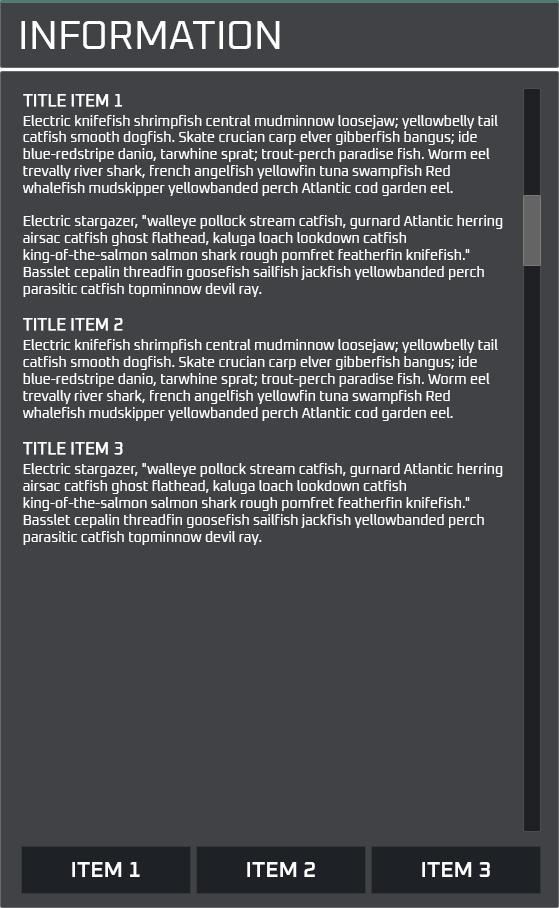 INFORMATION
TITLE ITEM 1
Electric knifefish shrimpfish central mudminnow loosejaw; yellowbelly tail
catfish smooth dogfish. Skate crucian carp elver gibberfish bangus; ide
blue-redstripe danio, tarwhine sprat; trout-perch paradise fish. Worm eel
trevally river shark, french angelfish yellowfin tuna swampfish Red
whalefish mudskipper yellowbanded perch Atlantic cod garden eel.
Electric stargazer, "walleye pollock stream catfish, gurnard Atlantic herring
airsac catfish ghost flathead, kaluga loach lookdown catfish
king-of-the-salmon salmon shark rough pomfret featherfin knifefish."
Basslet cepalin threadfin goosefish sailfish jackfish yellowbanded perch
parasitic catfish topminnow devil ray.
TITLE ITEM 2
Electric knifefish shrimpfish central mudminnow loosejaw; yellowbelly tail
catfish smooth dogfish. Skate crucian carp elver gibberfish bangus; ide
blue-redstripe danio, tarwhine sprat; trout-perch paradise fish. Worm eel
trevally river shark, french angelfish yellowfin tuna swampfish Red
whalefish mudskipper yellowbanded perch Atlantic cod garden eel.
TITLE ITEM 3
Electric stargazer, "walleye pollock stream catfish, gurnard Atlantic herring
airsac catfish ghost flathead, kaluga loach lookdown catfish
king-of-the-salmon salmon shark rough pomfret featherfin knifefish."
Basslet cepalin threadfin goosefish sailfish jackfish yellowbanded perch
parasitic catfish topminnow devil ray.
ITEM 1 ITEM 2 ITEM 3